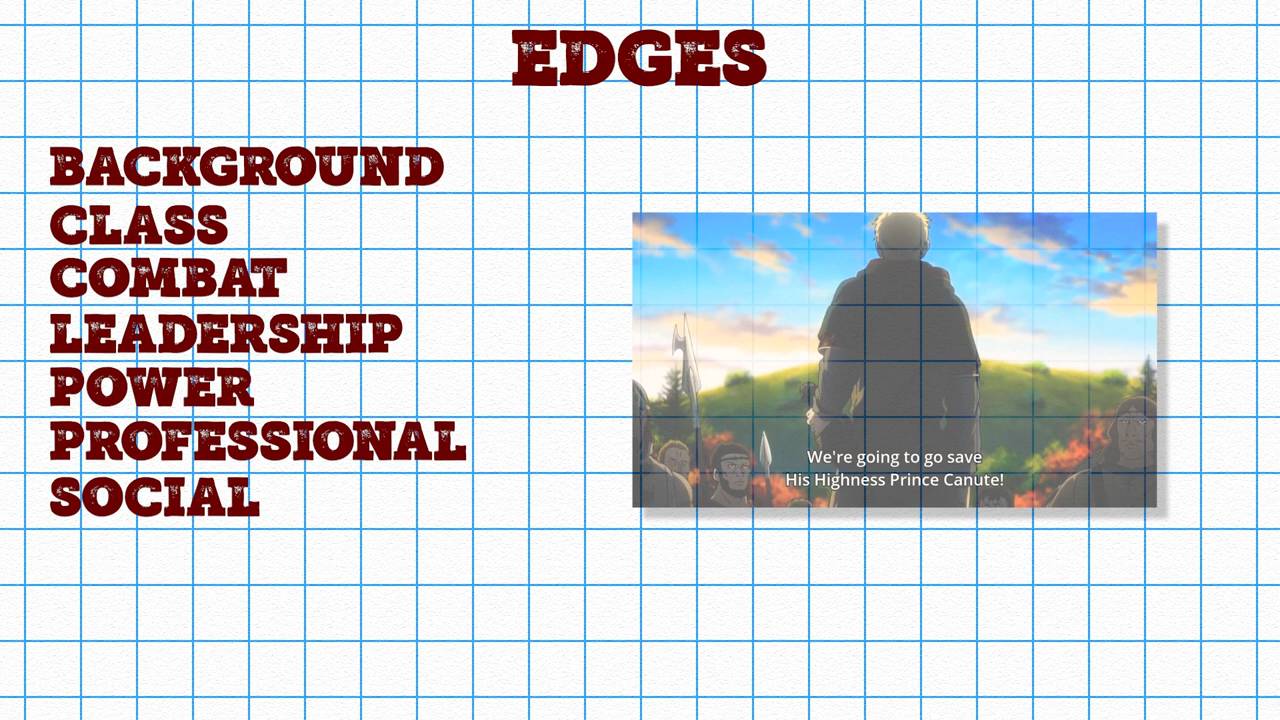 EDGES
BACKGROUND
CLASS
COMBAT
LEADERSHIP
POWER
PROFESSIONAL
SOCIAL
We're going to go save
His Highness Prince Canute!